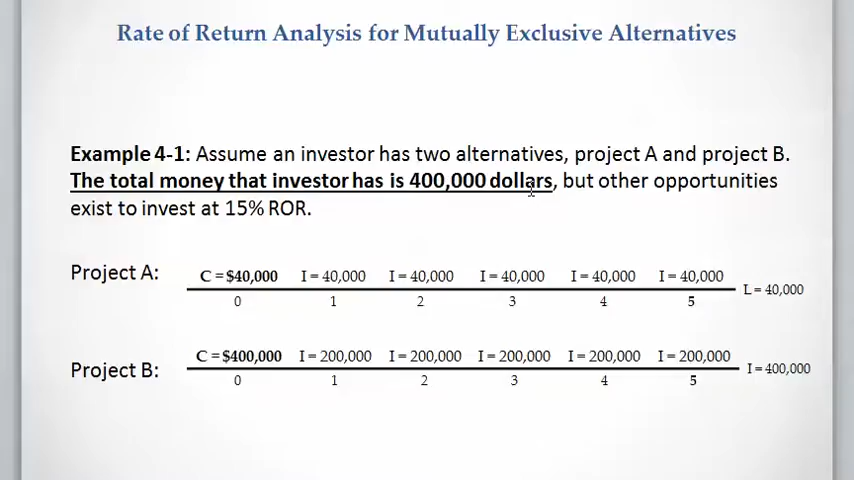 Rate of Return Analysis for Mutually Exclusive Alternatives
Example 4-1: Assume an investor has two alternatives, project A and project B.
The total money that investor has is 400,000 dollars, but other opportunities
exist to invest at 15% ROR.
Project A: C = $40,000 I = 40,000 I = 40,000 I = 40,000 I = 40,000 I = 40,000 L = 40,000
0 1 2 3 4 5
Project B: C = $400,000 I = 200,000 I = 200,000 I = 200,000 I = 200,000 I = 200,000 I = 400,000
0 1 2 3 4 5